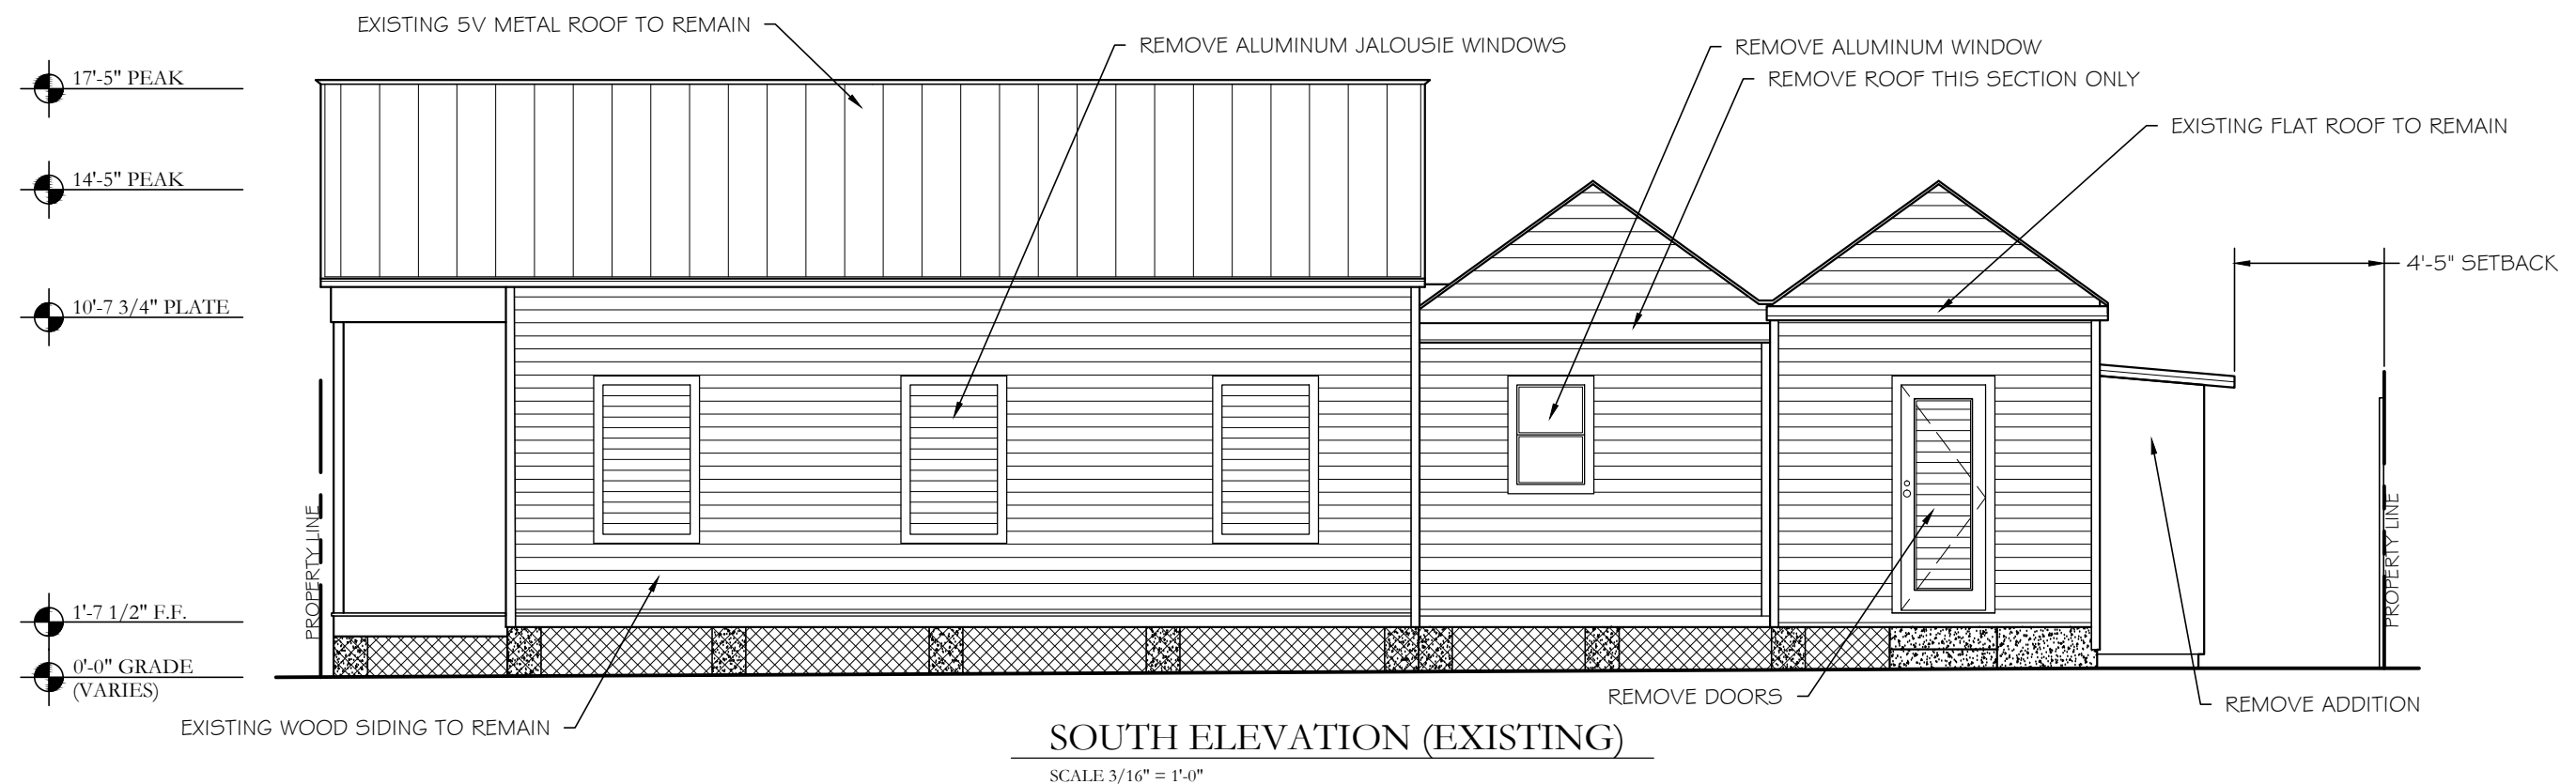 EXISTING 5V METAL ROOF TO REMAIN
REMOVE ALUMINUM JALOUSIE WINDOWS
REMOVE ALUMINUM WINDOW
REMOVE ROOF THIS SECTION ONLY
EXISTING FLAT ROOF TO REMAIN
17'-5" PEAK
14'-5" PEAK
10'-7 3/4" PLATE
1'-7 1/2" F.F.
0'-0" GRADE
(VARIES)
4'-5" SETBACK
PROPERTY LINE
PROPERTY LINE
EXISTING WOOD SIDING TO REMAIN
REMOVE DOORS
REMOVE ADDITION
SOUTH ELEVATION (EXISTING)
SCALE 3/16" = 1'-0"